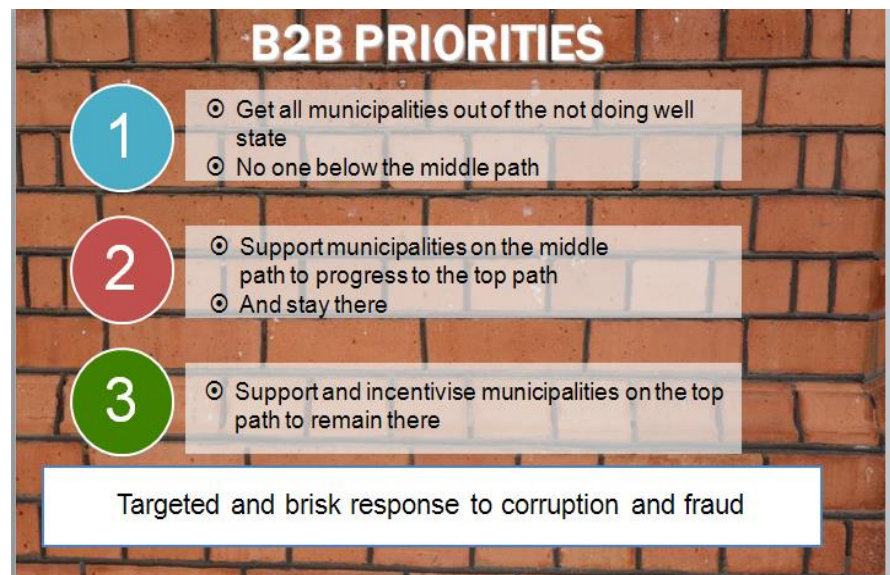 B2B PRIORITIES
1
⦿ Get all municipalities out of the not doing well
state
⦿ No one below the middle path
2
⦿ Support municipalities on the middle
path to progress to the top path
⦿ And stay there
3
⦿ Support and incentivise municipalities on the top
path to remain there
Targeted and brisk response to corruption and fraud